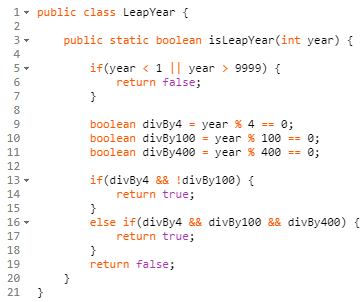 1 public class LeapYear {
2
3 public static boolean isLeapYear(int year) {
4
5 if(year < 1 || year > 9999) {
6 return false;
7 }
8
9 boolean divBy4 = year % 4 == 0;
10 boolean divBy100 = year % 100 == 0;
11 boolean divBy400 = year % 400 == 0;
12
13 if(divBy4 && !divBy100) {
14 return true;
15 }
16 else if(divBy4 && divBy100 && divBy400) {
17 return true;
18 }
19 return false;
20 }
21 }